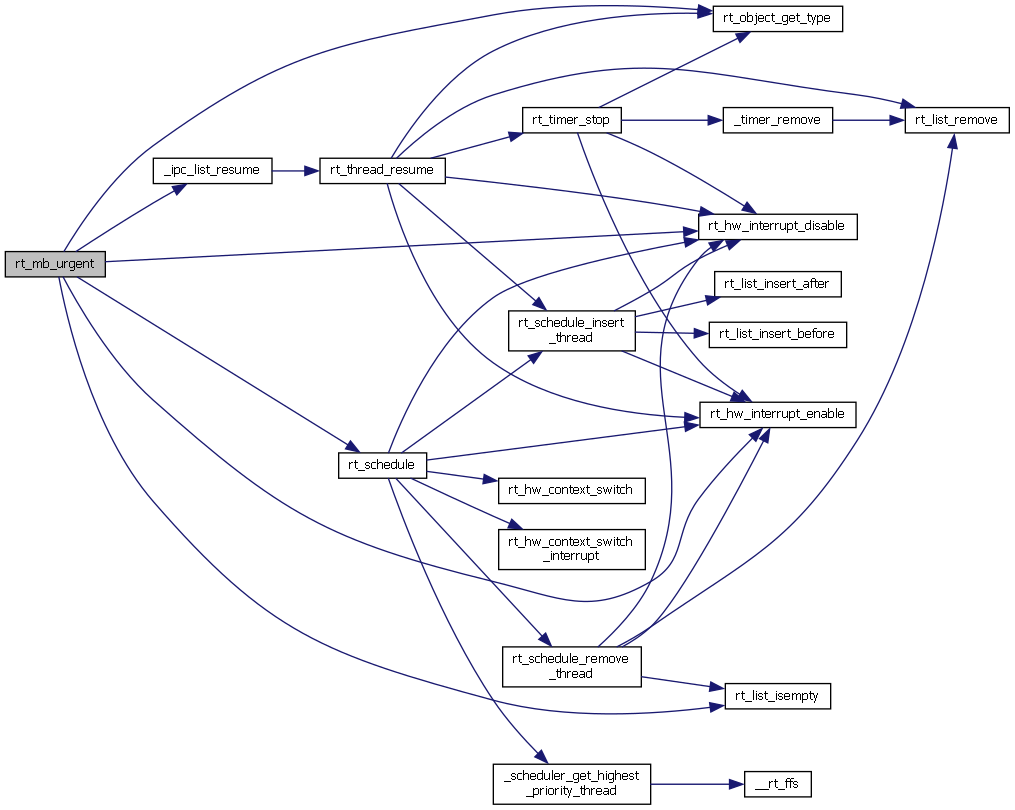 rt_object_get_type
rt_timer_stop
_timer_remove
rt_list_remove
_ipc_list_resume
rt_thread_resume
rt_hw_interrupt_disable
rt_mb_urgent
rt_list_insert_after
rt_schedule_insert
_thread
rt_list_insert_before
rt_hw_interrupt_enable
rt_schedule
rt_hw_context_switch
rt_hw_context_switch
_interrupt
rt_schedule_remove
_thread
rt_list_isempty
_scheduler_get_highest
_priority_thread
__rt_ffs